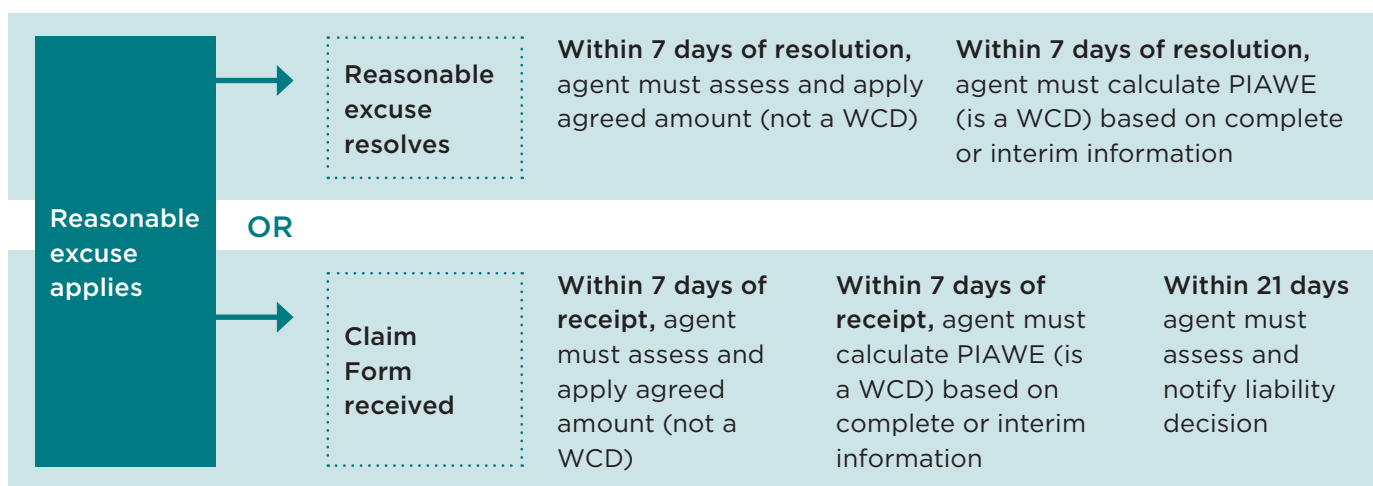 Reasonable
excuse
applies
Reasonable
excuse
resolves
Within 7 days of resolution,
agent must assess and apply
agreed amount (not a WCD)
Within 7 days of resolution,
agent must calculate PIAWE
(is a WCD) based on complete
or interim information
OR
Claim
Form
received
Within 7 days of
receipt, agent
must assess and
apply agreed
amount (not a
WCD)
Within 7 days of
receipt, agent must
calculate PIAWE (is
a WCD) based on
complete or interim
information
Within 21 days
agent must
assess and
notify liability
decision